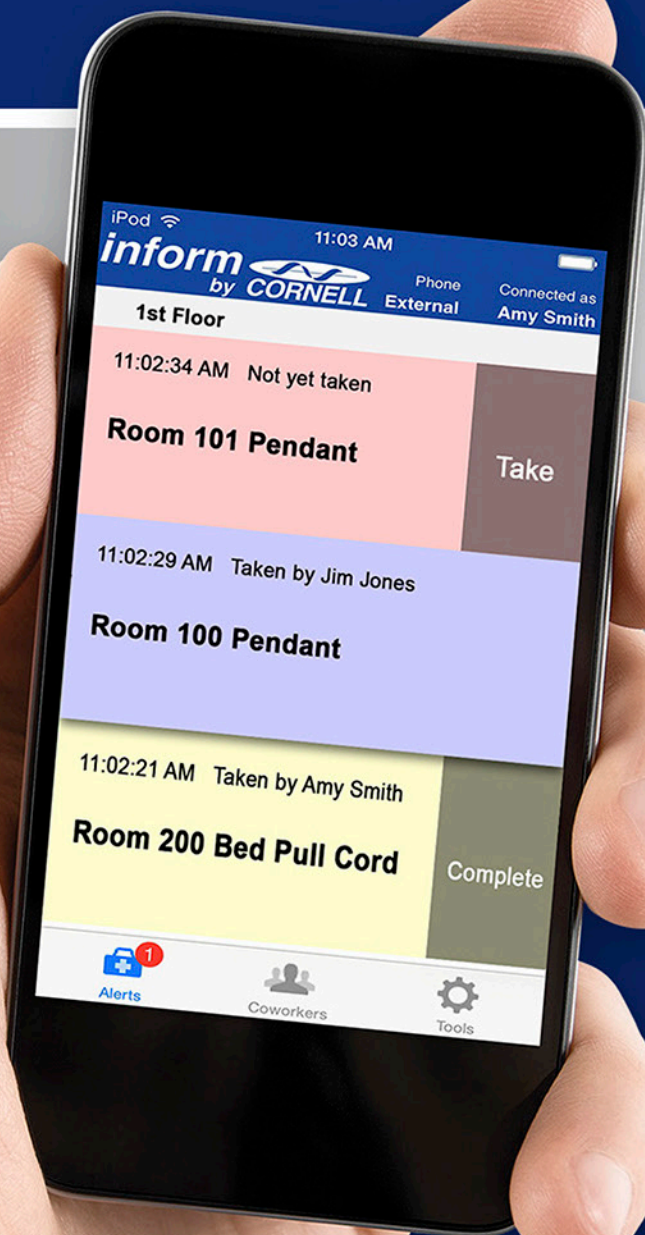 iPod 11:03 AM
inform
by CORNELL
Phone
External
Connected as
Amy Smith
1st Floor
11:02:34 AM Not yet taken
Room 101 Pendant
Take
11:02:29 AM Taken by Jim Jones
Room 100 Pendant
11:02:21 AM Taken by Amy Smith
Room 200 Bed Pull Cord
Complete
1
Alerts
Coworkers
Tools